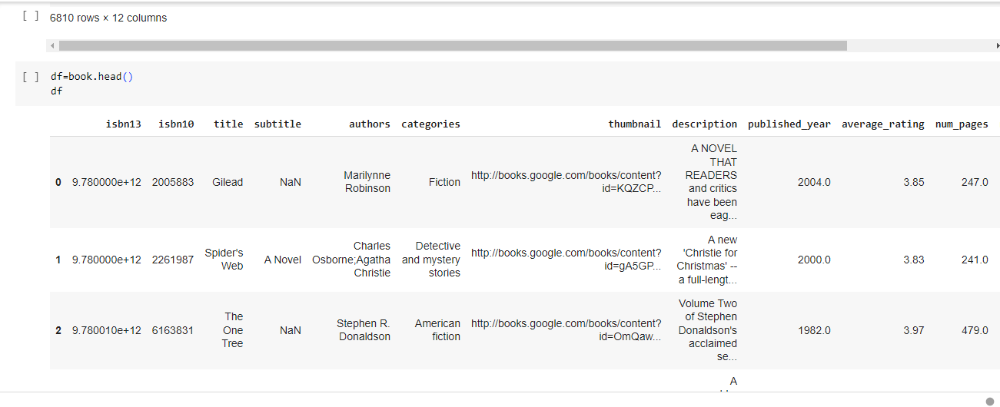 [ ] 6810 rows × 12 columns
[ ] df=book.head()
df
isbn13 isbn10 title subtitle authors categories thumbnail description published_year average_rating num_pages
0 9.780000e+12 2005883 Gilead NaN Marilynne Robinson Fiction http://books.google.com/books/content?id=KQZCP... A NOVEL THAT READERS and critics have been eag... 2004.0 3.85 247.0
1 9.780000e+12 2261987 Spider's Web A Novel Charles Osborne;Agatha Christie Detective and mystery stories http://books.google.com/books/content?id=gA5GP... A new 'Christie for Christmas' -- a full-lengt... 2000.0 3.83 241.0
2 9.780010e+12 6163831 The One Tree NaN Stephen R. Donaldson American fiction http://books.google.com/books/content?id=OmQaw... Volume Two of Stephen Donaldson's acclaimed se... 1982.0 3.97 479.0
A